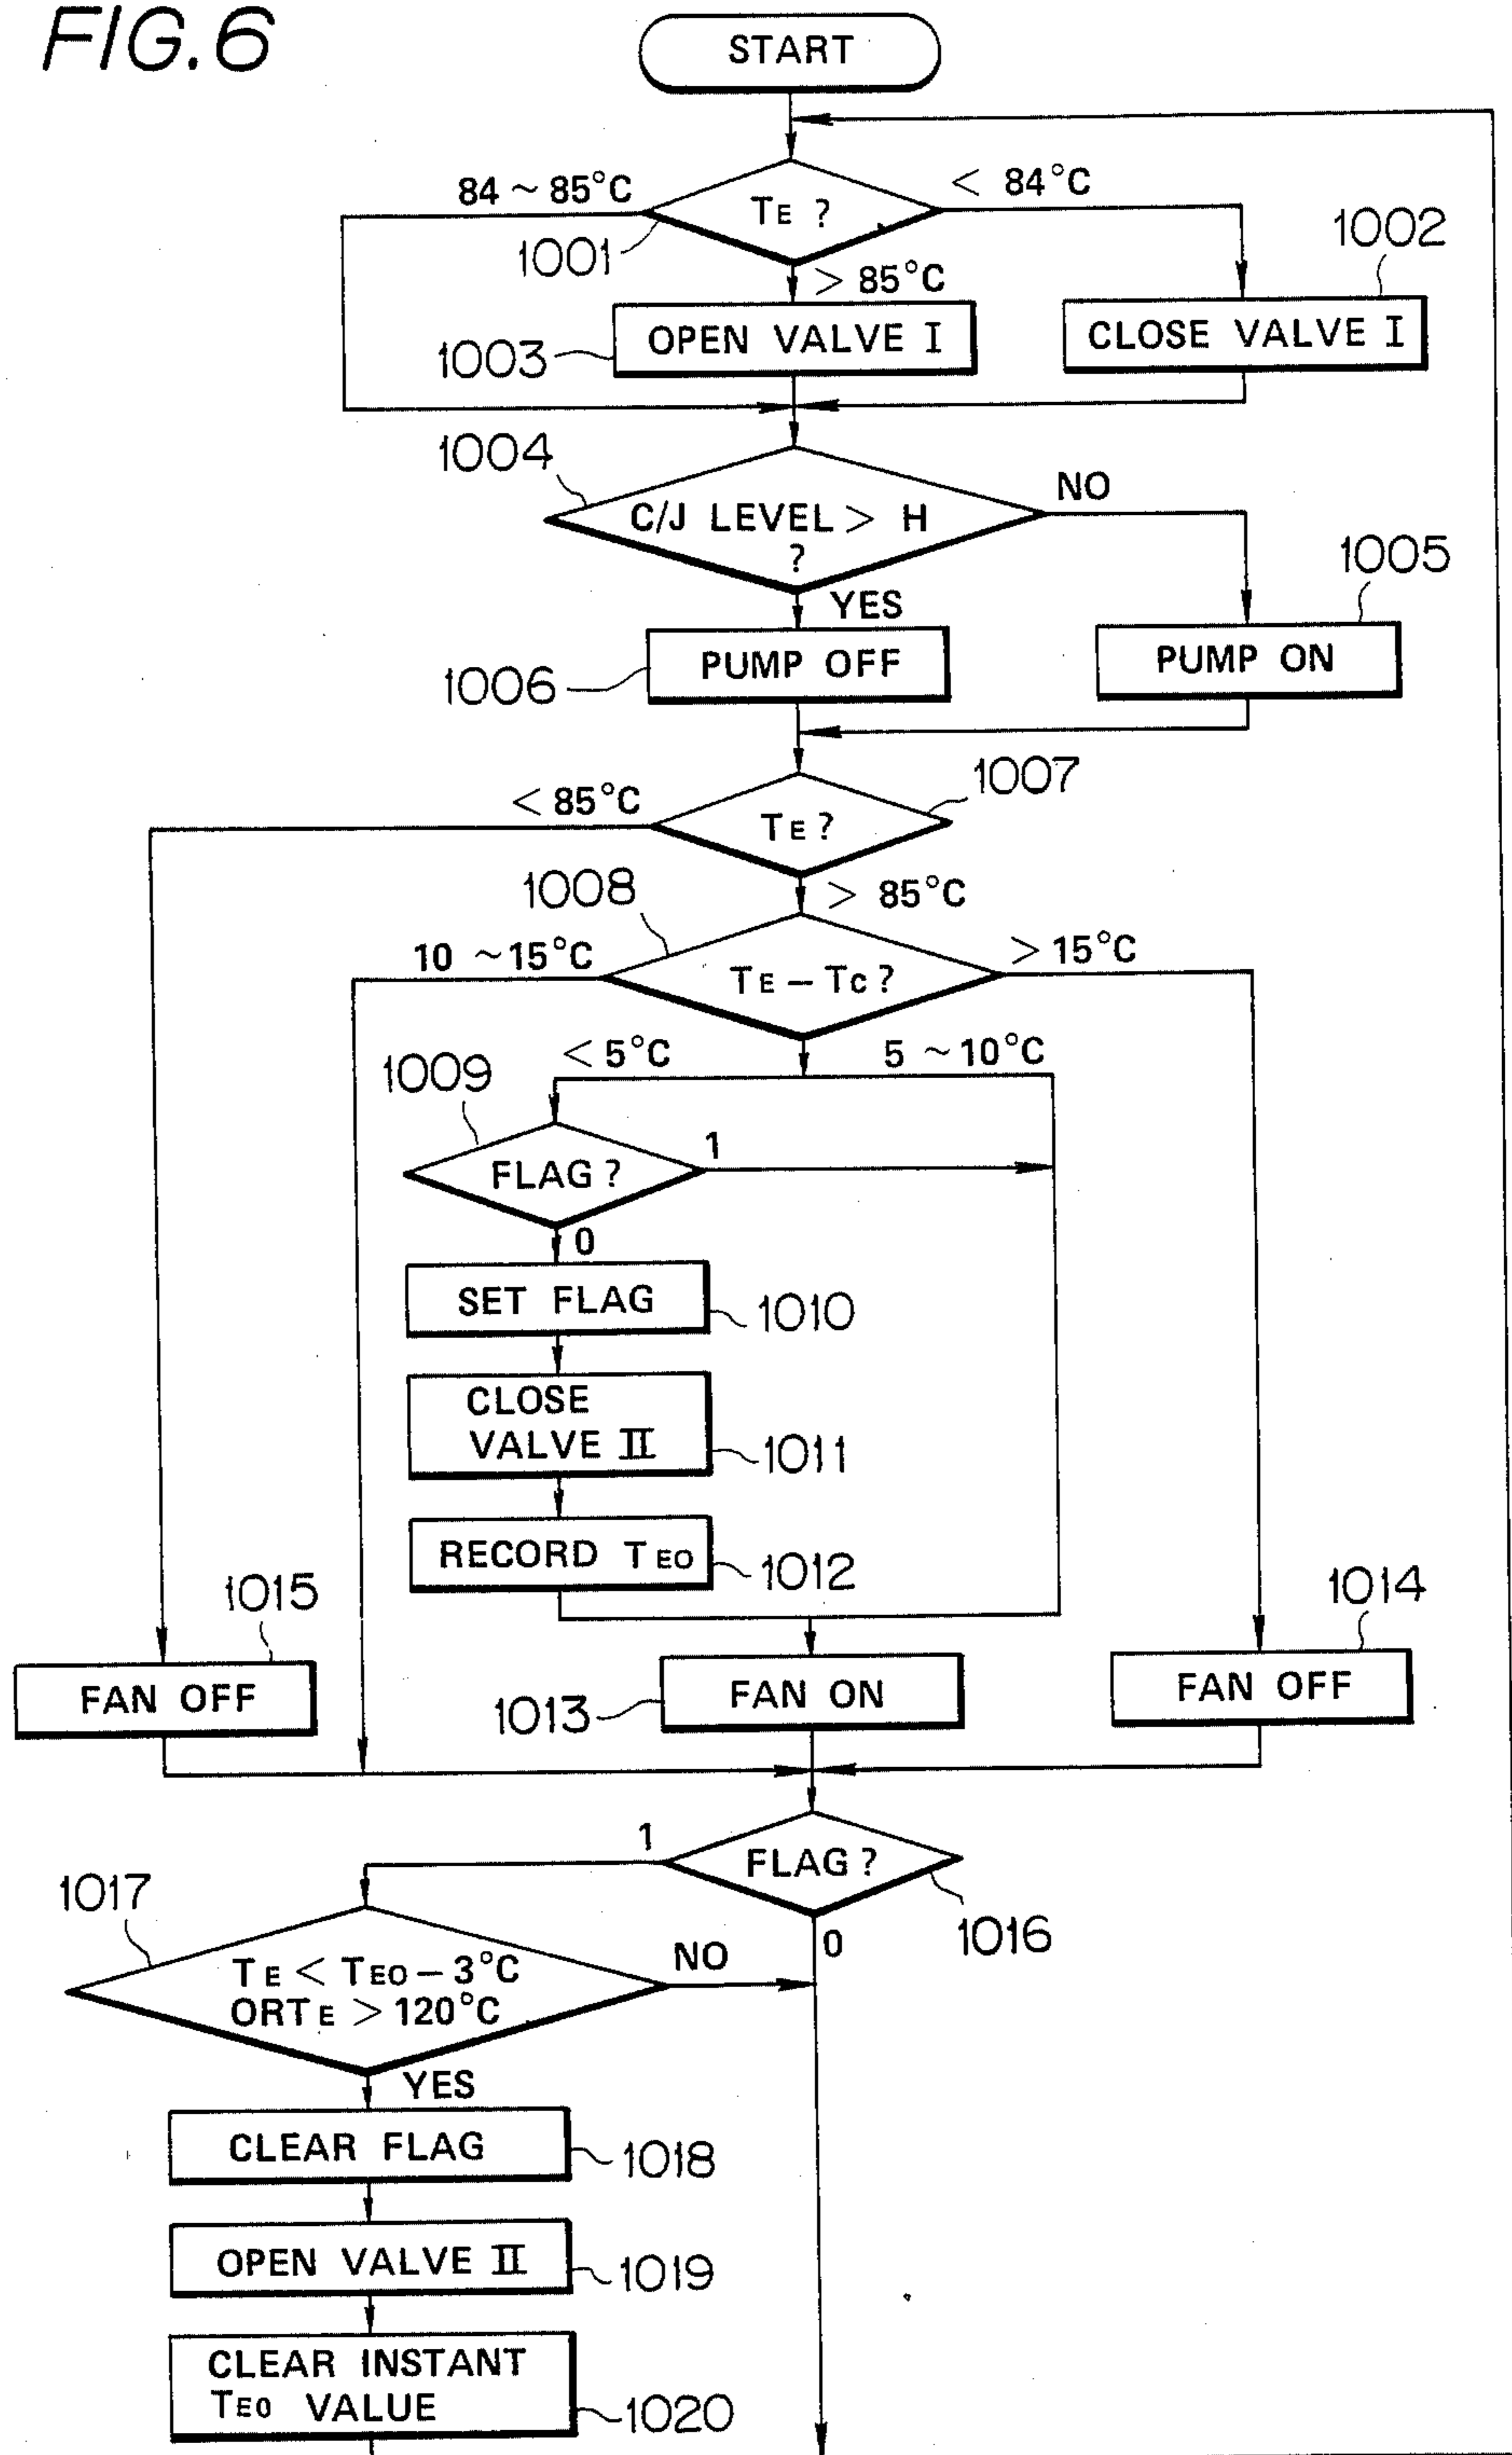 FIG.6
START
84 ~ 85°C
< 84°C
TE ?
1001
1002
> 85°C
1003
OPEN VALVE I
CLOSE VALVE I
1004
C/J LEVEL > H
?
NO
1005
YES
1006
PUMP OFF
PUMP ON
1007
< 85°C
TE ?
1008
> 85°C
10 ~15°C
> 15°C
TE – TC ?
< 5°C
5 ~10°C
1009
FLAG ?
1
0
SET FLAG
1010
CLOSE
VALVE II
1011
RECORD TEO
1012
1015
1014
FAN OFF
1013
FAN ON
FAN OFF
1
FLAG ?
1016
1017
0
TE < TEO – 3°C
ORTE > 120°C
NO
YES
CLEAR FLAG
1018
OPEN VALVE II
1019
CLEAR INSTANT
TEO VALUE
1020